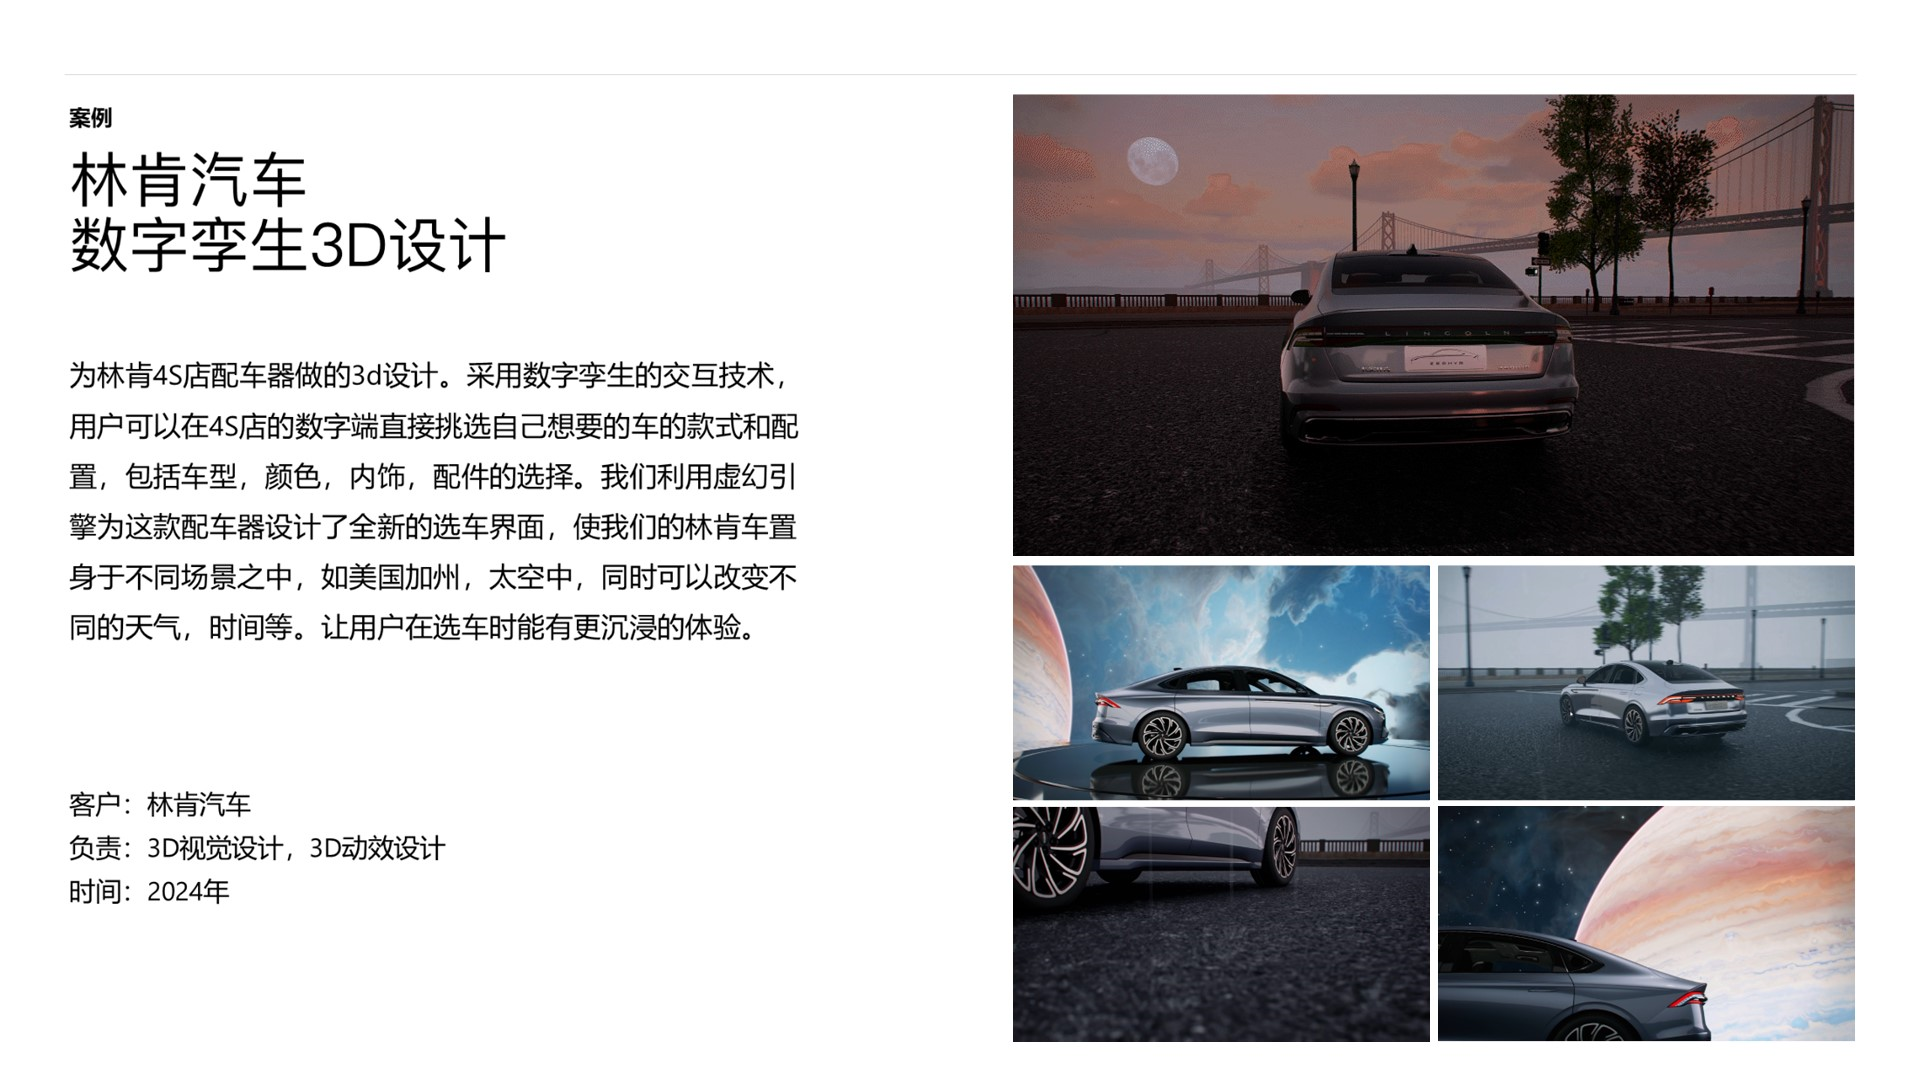 案例
林肯汽车
数字孪生3D设计
为林肯4S店配车器做的3d设计。采用数字孪生的交互技术，
用户可以在4S店的数字端直接挑选自己想要的车的款式和配
置，包括车型，颜色，内饰，配件的选择。我们利用虚幻引
擎为这款配车器设计了全新的选车界面，使我们的林肯车置
身于不同场景之中，如美国加州，太空中，同时可以改变不
同的天气，时间等。让用户在选车时能有更沉浸的体验。
客户：林肯汽车
负责：3D视觉设计，3D动效设计
时间：2024年
LINCOLN
ZEPHYR